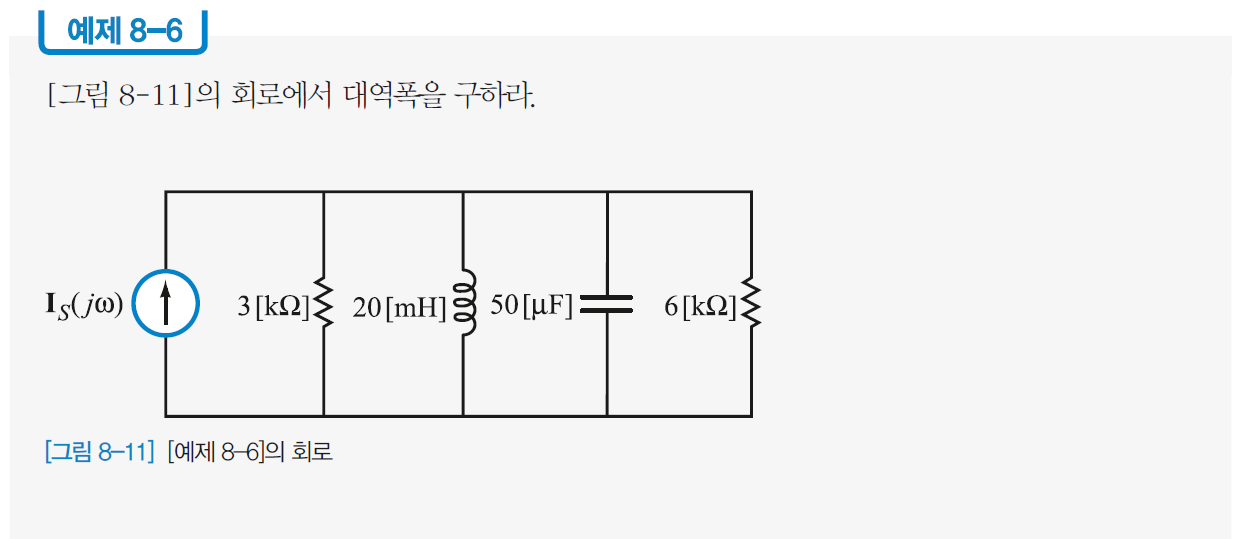 예제 8–6
[그림 8-11]의 회로에서 대역폭을 구하라.
I_S(jω) 3[kΩ] 20[mH] 50[μF] 6[kΩ]
[그림 8–11] [예제 8–6]의 회로